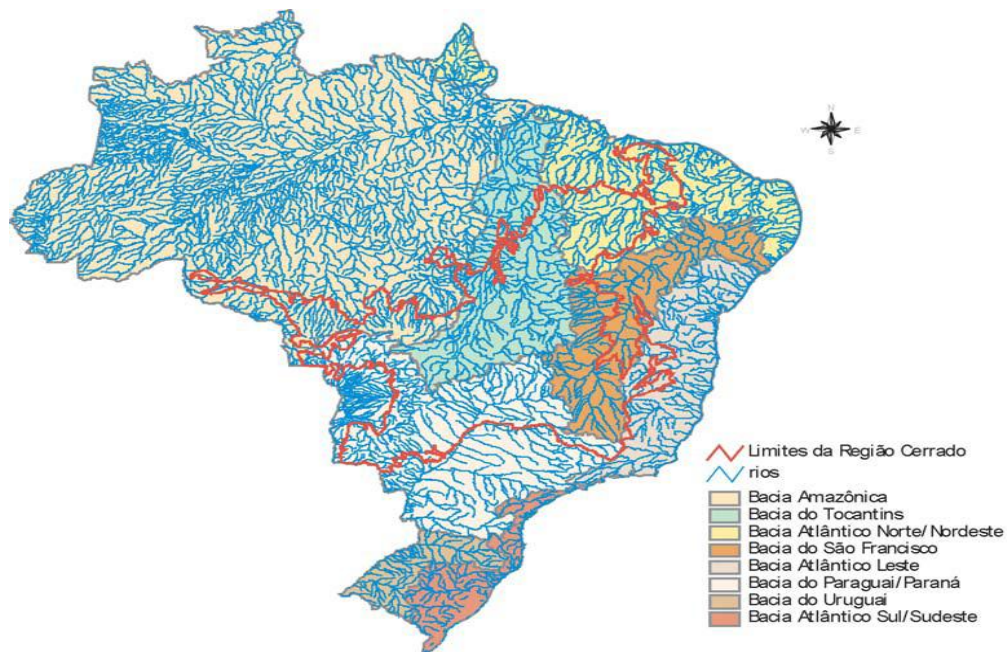 N
W E
S
Limites da Região Cerrado
rios
Bacia Amazônica
Bacia do Tocantins
Bacia Atlântico Norte/Nordeste
Bacia do São Francisco
Bacia Atlântico Leste
Bacia do Paraguai/Paraná
Bacia do Uruguai
Bacia Atlântico Sul/Sudeste